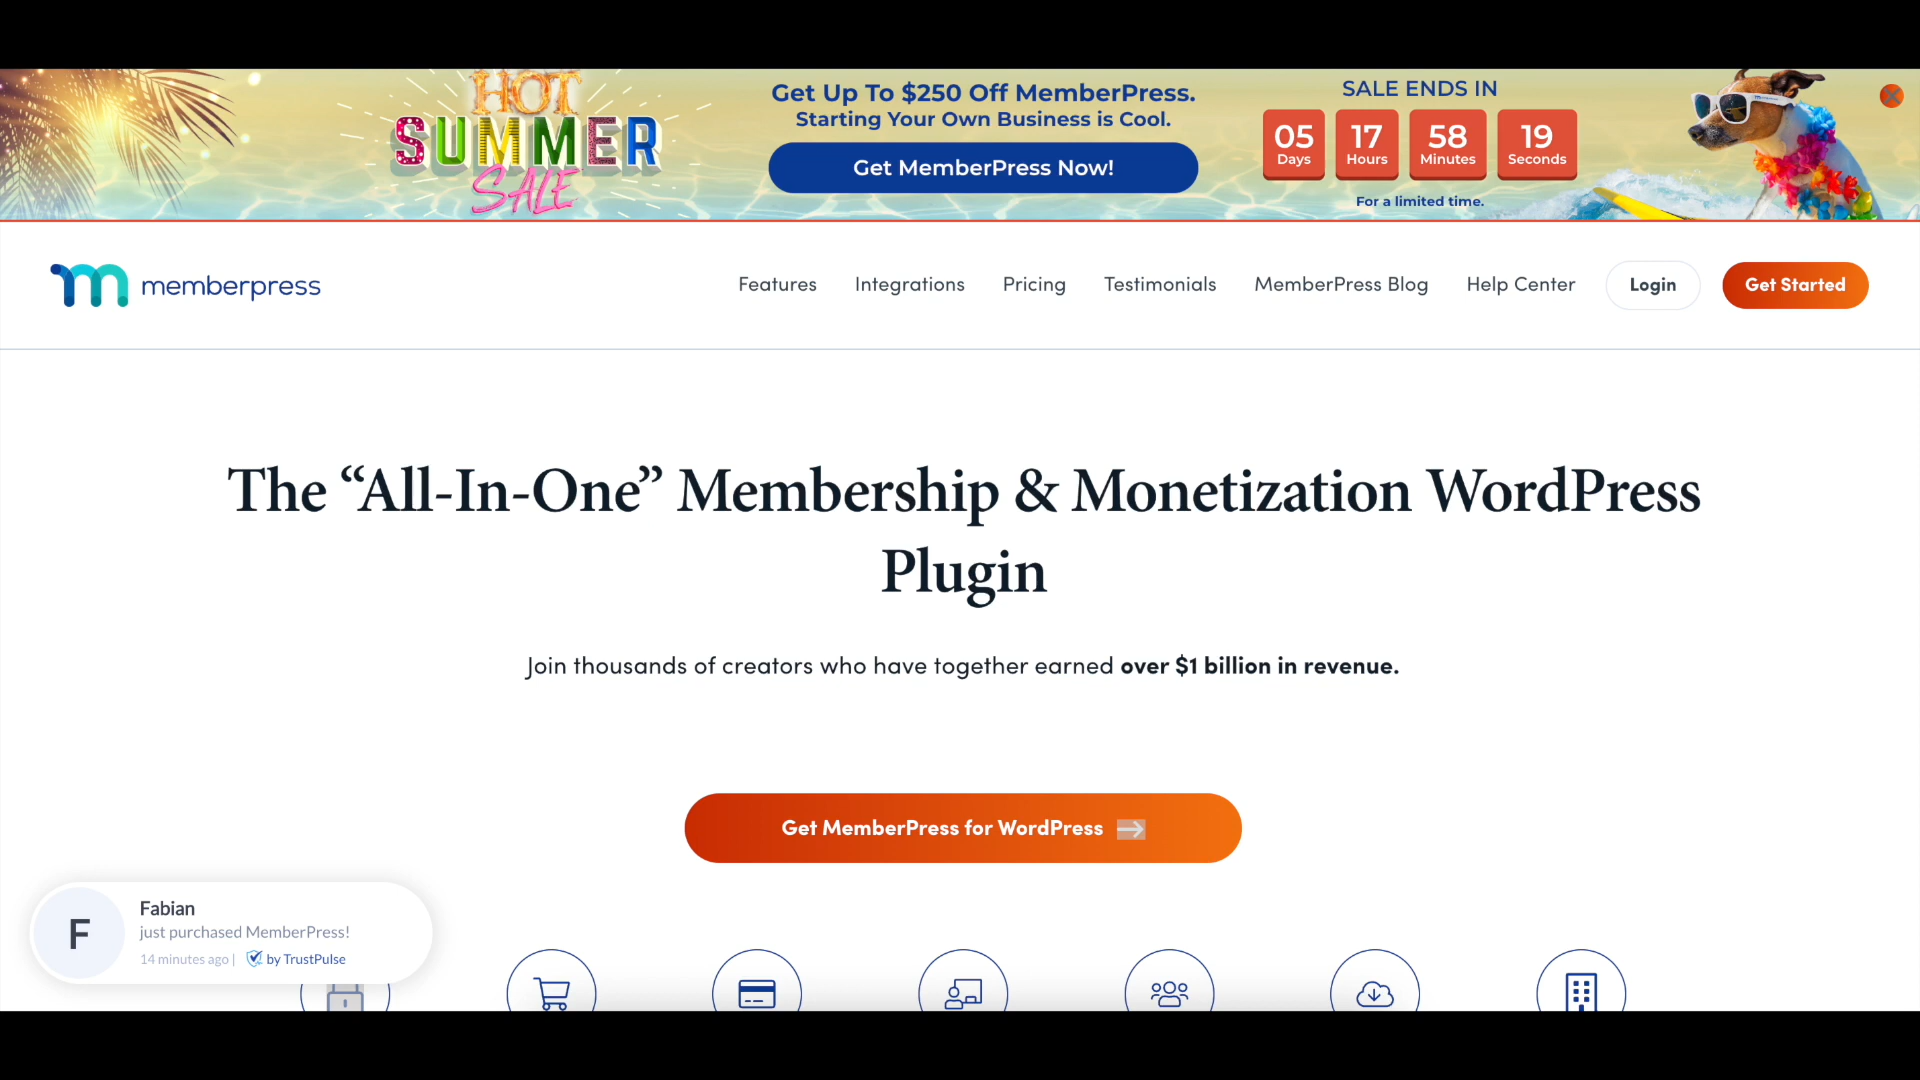 HOT
SUMMER
SALE
Get Up To $250 Off MemberPress.
Starting Your Own Business is Cool.
Get MemberPress Now!
SALE ENDS IN
05 17 58 19
Days Hours Minutes Seconds
For a limited time.
memberpress
Features Integrations Pricing Testimonials MemberPress Blog Help Center Login Get Started
The “All-In-One” Membership & Monetization WordPress
Plugin
Join thousands of creators who have together earned over $1 billion in revenue.
Get MemberPress for WordPress
F
Fabian
just purchased MemberPress!
14 minutes ago | by TrustPulse